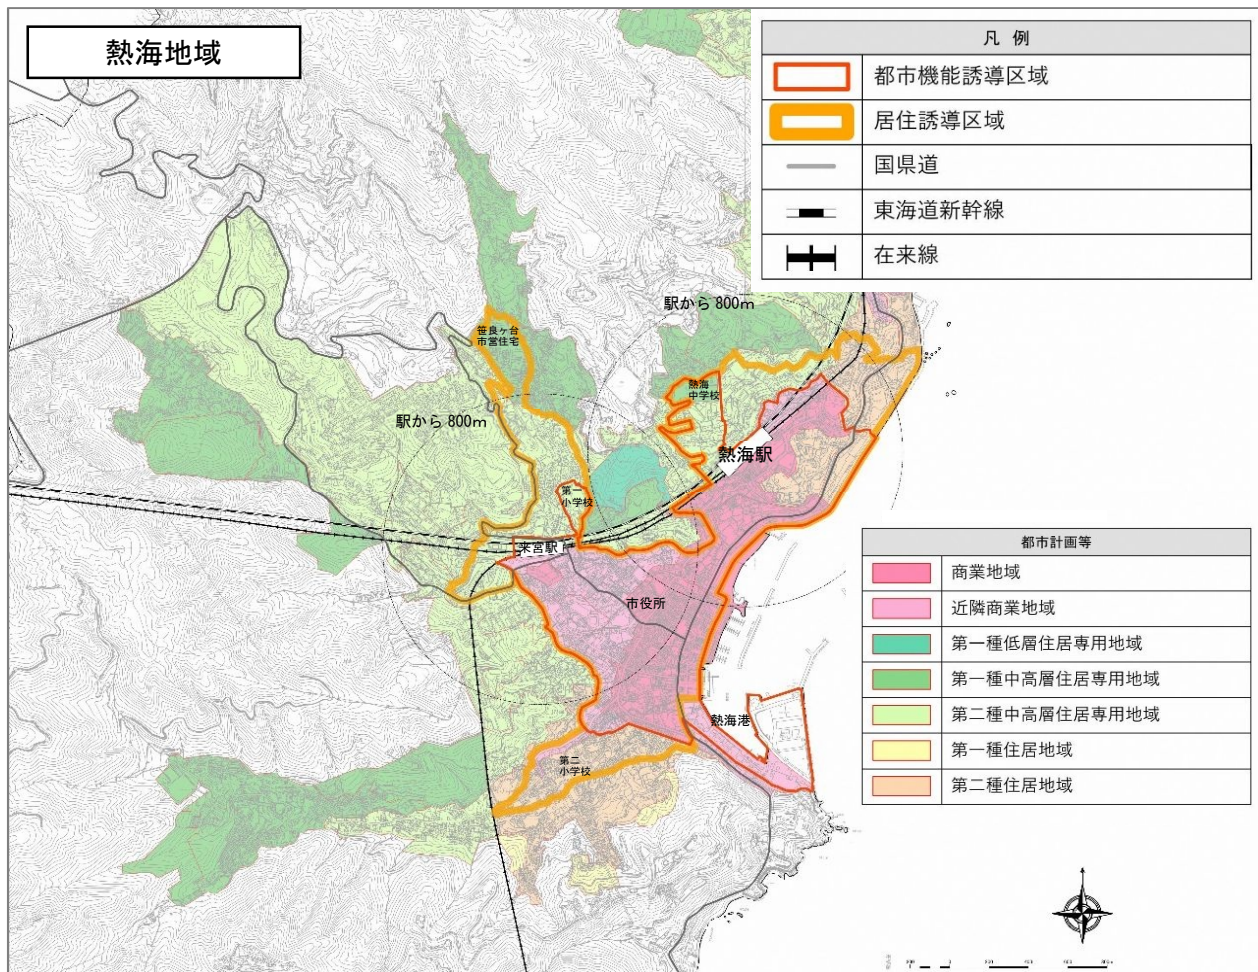 熱海地域
凡 例
都市機能誘導区域
居住誘導区域
国県道
東海道新幹線
在来線
駅から 800m
笹良ヶ台
市営住宅
熱海
中学校
駅から 800m
熱海駅
第一
小学校
来宮駅
市役所
熱海港
第二
小学校
都市計画等
商業地域
近隣商業地域
第一種低層住居専用地域
第一種中高層住居専用地域
第二種中高層住居専用地域
第一種住居地域
第二種住居地域